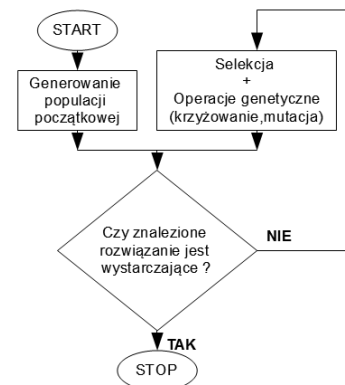 START
Generowanie
populacji
początkowej
Selekcja
+
Operacje genetyczne
(krzyżowanie,mutacja)
Czy znalezione
rozwiązanie jest
wystarczające ?
NIE
TAK
STOP